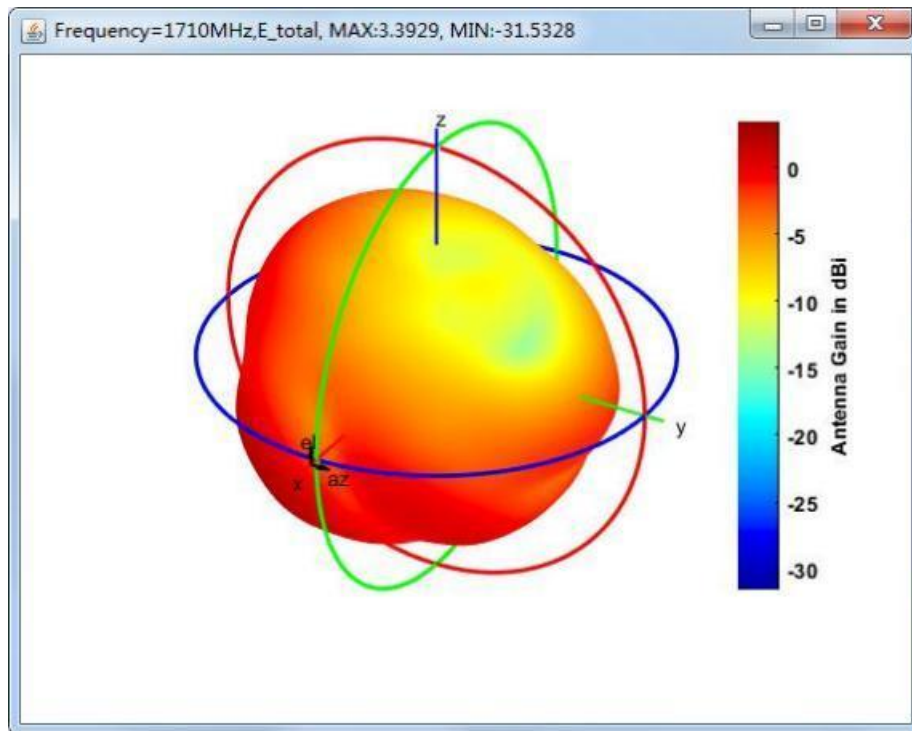 Frequency=1710MHz,E_total, MAX:3.3929, MIN:-31.5328
z
0
-5
-10
-15
-20
-25
-30
Antenna Gain in dBi
y
el
az
x